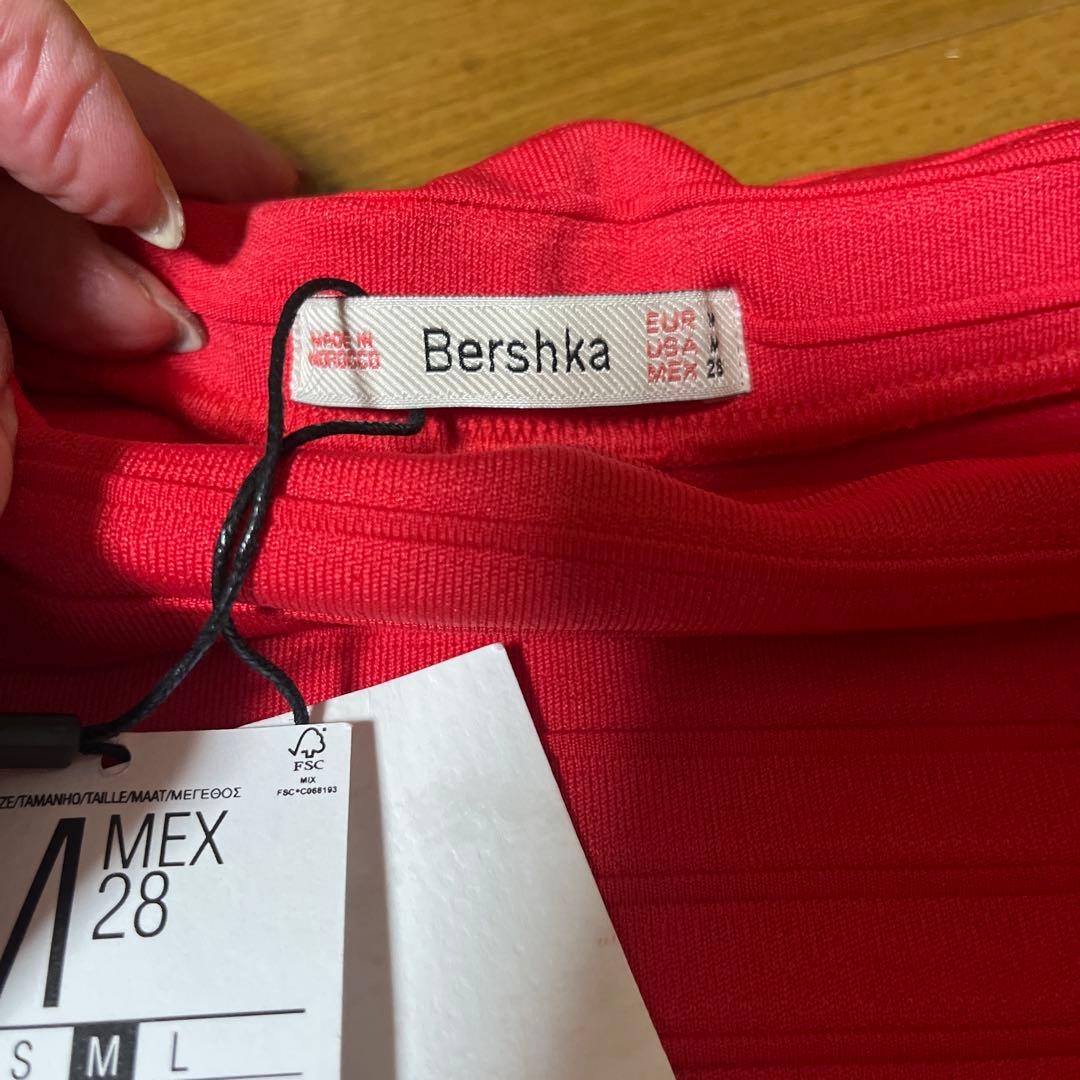 MADE IN
MOROCCO
Bershka
EUR M
USA M
MEX 28
FSC
MIX
FSC®C068193
ZE/TAMANHO/TAILLE/MAAT/ΜΕΓΕΘΟΣ
MEX
28
S M L